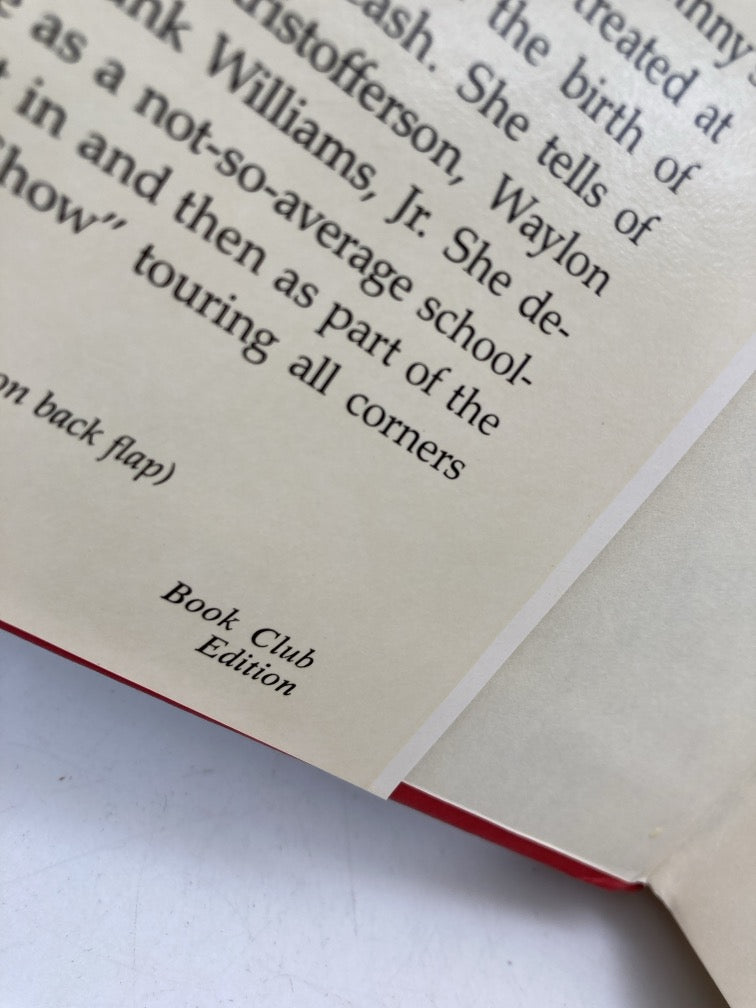 treated at
the birth of
ash. She tells of
ristofferson, Waylon
nk Williams, Jr. She de-
as a not-so-average school-
in and then as part of the
how” touring all corners
on back flap)
Book Club
Edition